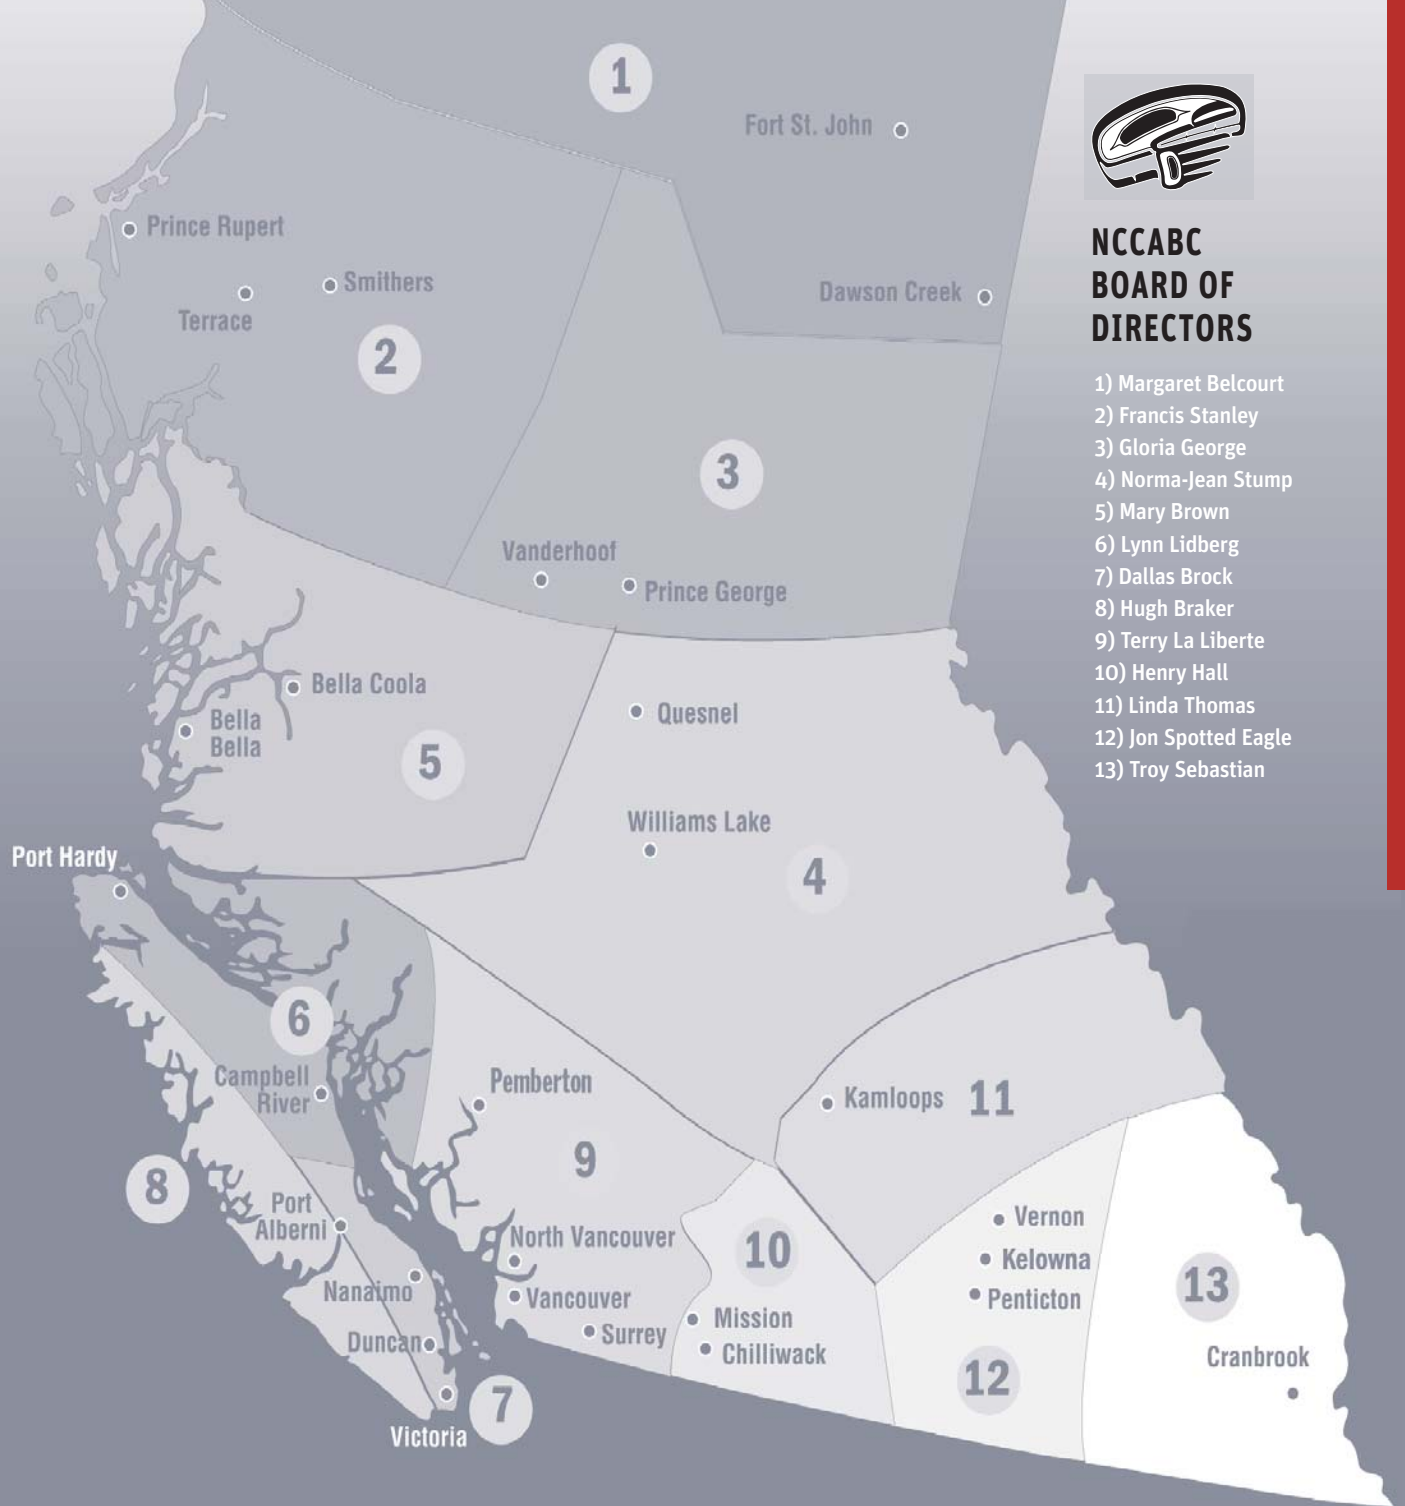 1
Fort St. John
Prince Rupert
Smithers
Terrace
Dawson Creek
2
3
Vanderhoof
Prince George
Bella Coola
Bella
Bella
Quesnel
5
Williams Lake
4
Port Hardy
6
Campbell
River
Pemberton
Kamloops
11
9
8
Port
Alberni
Vernon
North Vancouver
10
Kelowna
Nanaimo
Vancouver
Penticton
13
Mission
Surrey
Duncan
Chilliwack
Cranbrook
12
7
Victoria
NCCABC
BOARD OF
DIRECTORS
1) Margaret Belcourt
2) Francis Stanley
3) Gloria George
4) Norma-Jean Stump
5) Mary Brown
6) Lynn Lidberg
7) Dallas Brock
8) Hugh Braker
9) Terry La Liberte
10) Henry Hall
11) Linda Thomas
12) Jon Spotted Eagle
13) Troy Sebastian